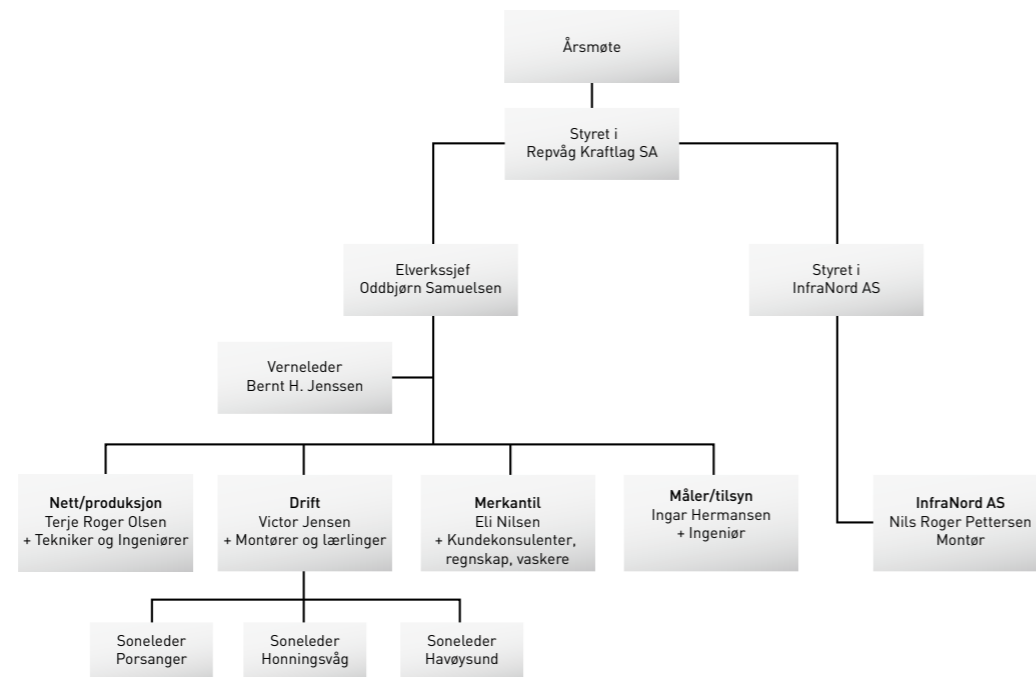 Årsmøte
Styret i
Repvåg Kraftlag SA
Elverkssjef
Oddbjørn Samuelsen
Styret i
InfraNord AS
Verneleder
Bernt H. Jenssen
Nett/produksjon
Terje Roger Olsen
+ Tekniker og Ingeniører
Drift
Victor Jensen
+ Montører og lærlinger
Merkantil
Eli Nilsen
+ Kundekonsulenter,
regnskap, vaskere
Måler/tilsyn
Ingar Hermansen
+ Ingeniør
InfraNord AS
Nils Roger Pettersen
Montør
Soneleder
Porsanger
Soneleder
Honningsvåg
Soneleder
Havøysund